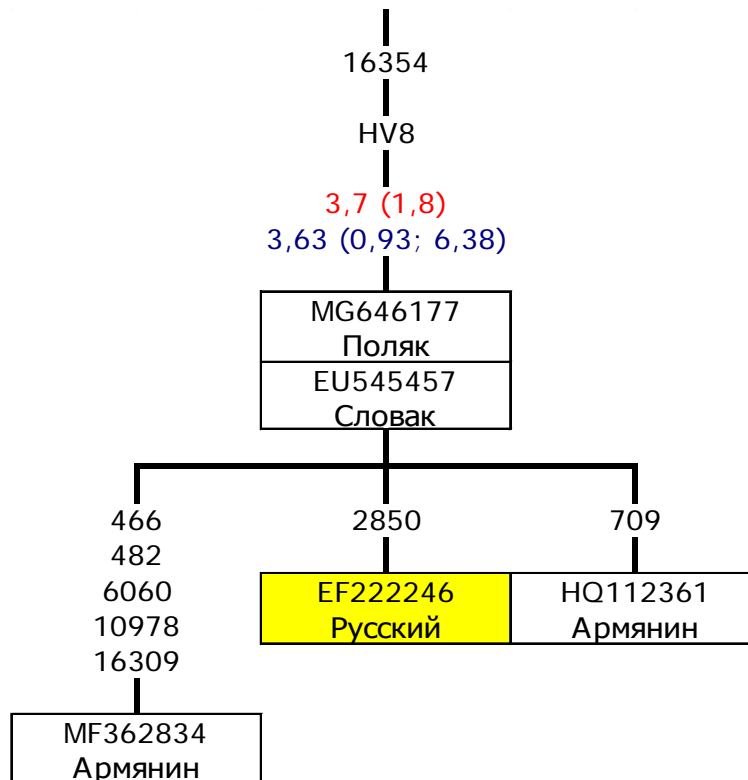 16354
HV8
3,7 (1,8)
3,63 (0,93; 6,38)
MG646177
Поляк
EU545457
Словак
466
482
6060
10978
16309
2850
709
EF222246
Русский
HQ112361
Армянин
MF362834
Армянин